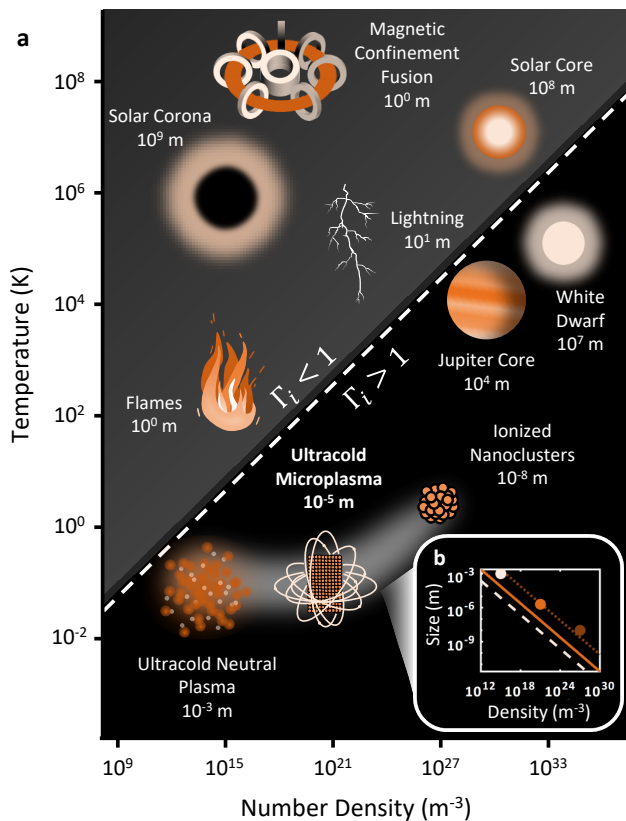 a
Magnetic
Confinement
Fusion
10⁰ m
Solar Core
10⁸ m
Solar Corona
10⁹ m
Lightning
10¹ m
White
Dwarf
10⁷ m
Jupiter Core
10⁴ m
Flames
10⁰ m
Γᵢ < 1
Γᵢ > 1
Ultracold
Microplasma
10⁻⁵ m
Ionized
Nanoclusters
10⁻⁸ m
Ultracold Neutral
Plasma
10⁻³ m
Temperature (K)
10⁸
10⁶
10⁴
10²
10⁰
10⁻²
10⁹
10¹⁵
10²¹
10²⁷
10³³
Number Density (m⁻³)
b
Size (m)
10⁻³
10⁻⁶
10⁻⁹
10¹²
10¹⁸
10²⁴
10³⁰
Density (m⁻³)